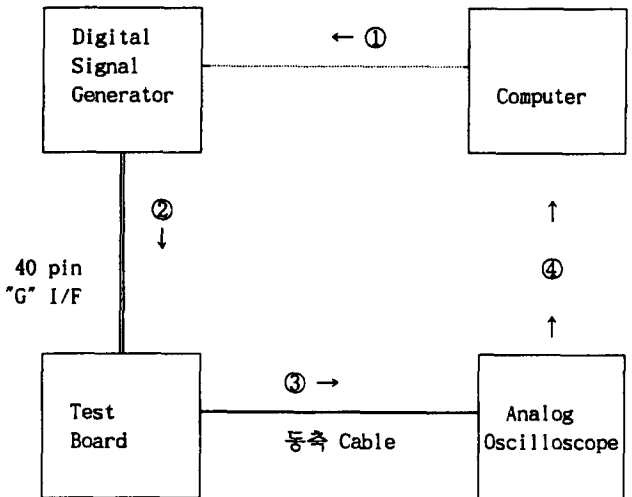 Digital
Signal
Generator
← ①
Computer
②
↓
40 pin
"G" I/F
↑
④
↑
Test
Board
③ →
동축 Cable
Analog
Oscilloscope